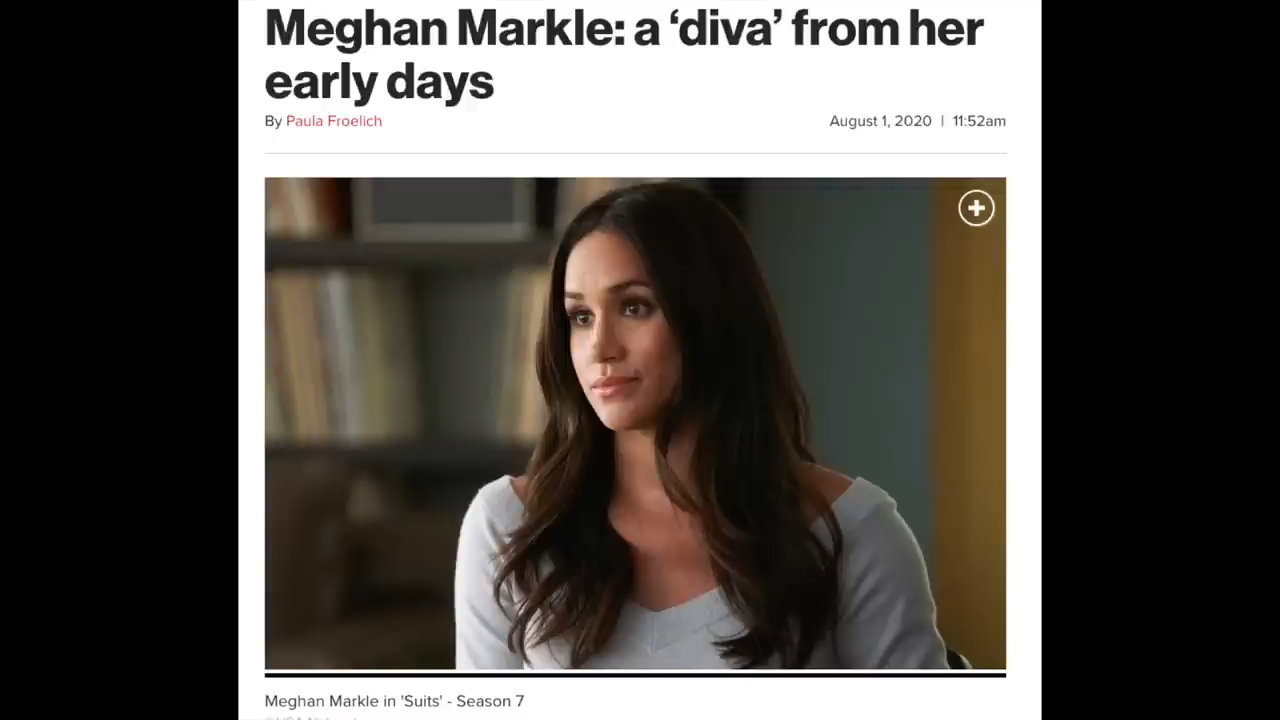 Meghan Markle: a ‘diva’ from her
early days
By Paula Froelich
August 1, 2020 | 11:52am
Meghan Markle in 'Suits' - Season 7